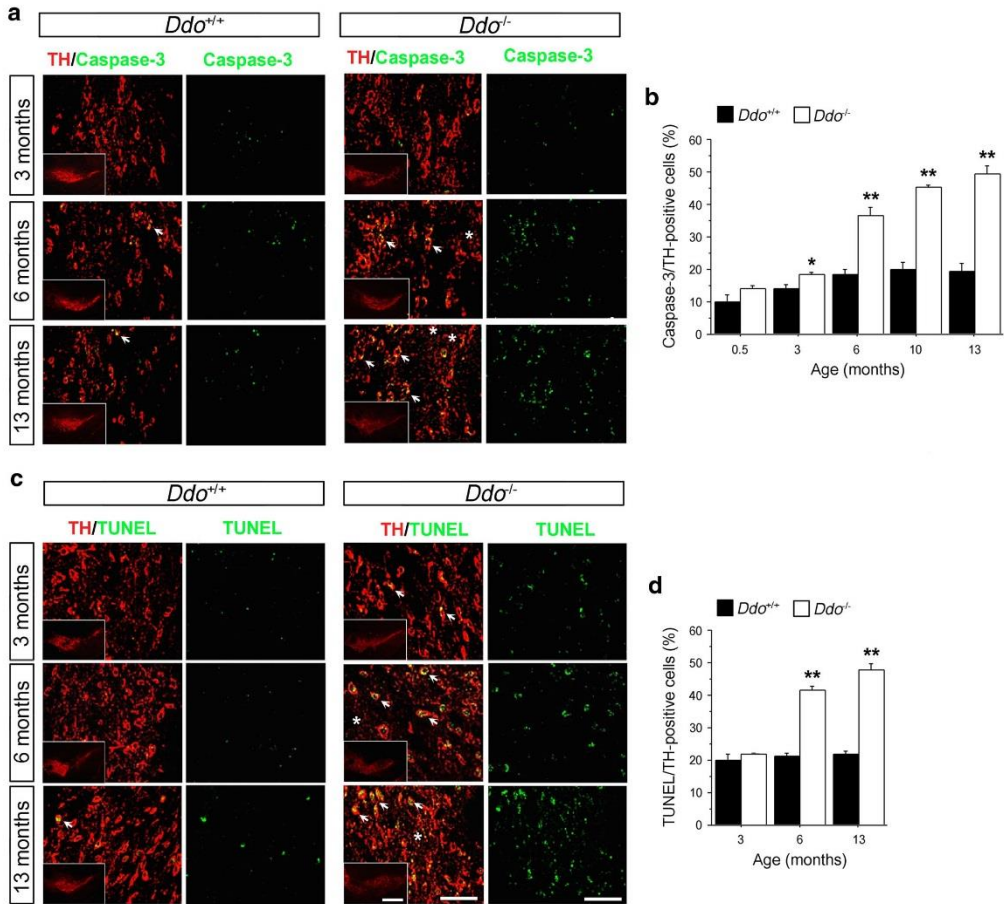 a
Ddo+/+
Ddo-/-
TH/Caspase-3
Caspase-3
TH/Caspase-3
Caspase-3
3 months
6 months
*
13 months
* *
b
Ddo+/+
Ddo-/-
Caspase-3/TH-positive cells (%)
60
50
40
30
20
10
0
*
**
**
**
0.5
3
6
10
13
Age (months)
c
Ddo+/+
Ddo-/-
TH/TUNEL
TUNEL
TH/TUNEL
TUNEL
3 months
6 months
*
13 months
*
d
Ddo+/+
Ddo-/-
TUNEL/TH-positive cells (%)
60
50
40
30
20
10
0
**
**
3
6
13
Age (months)